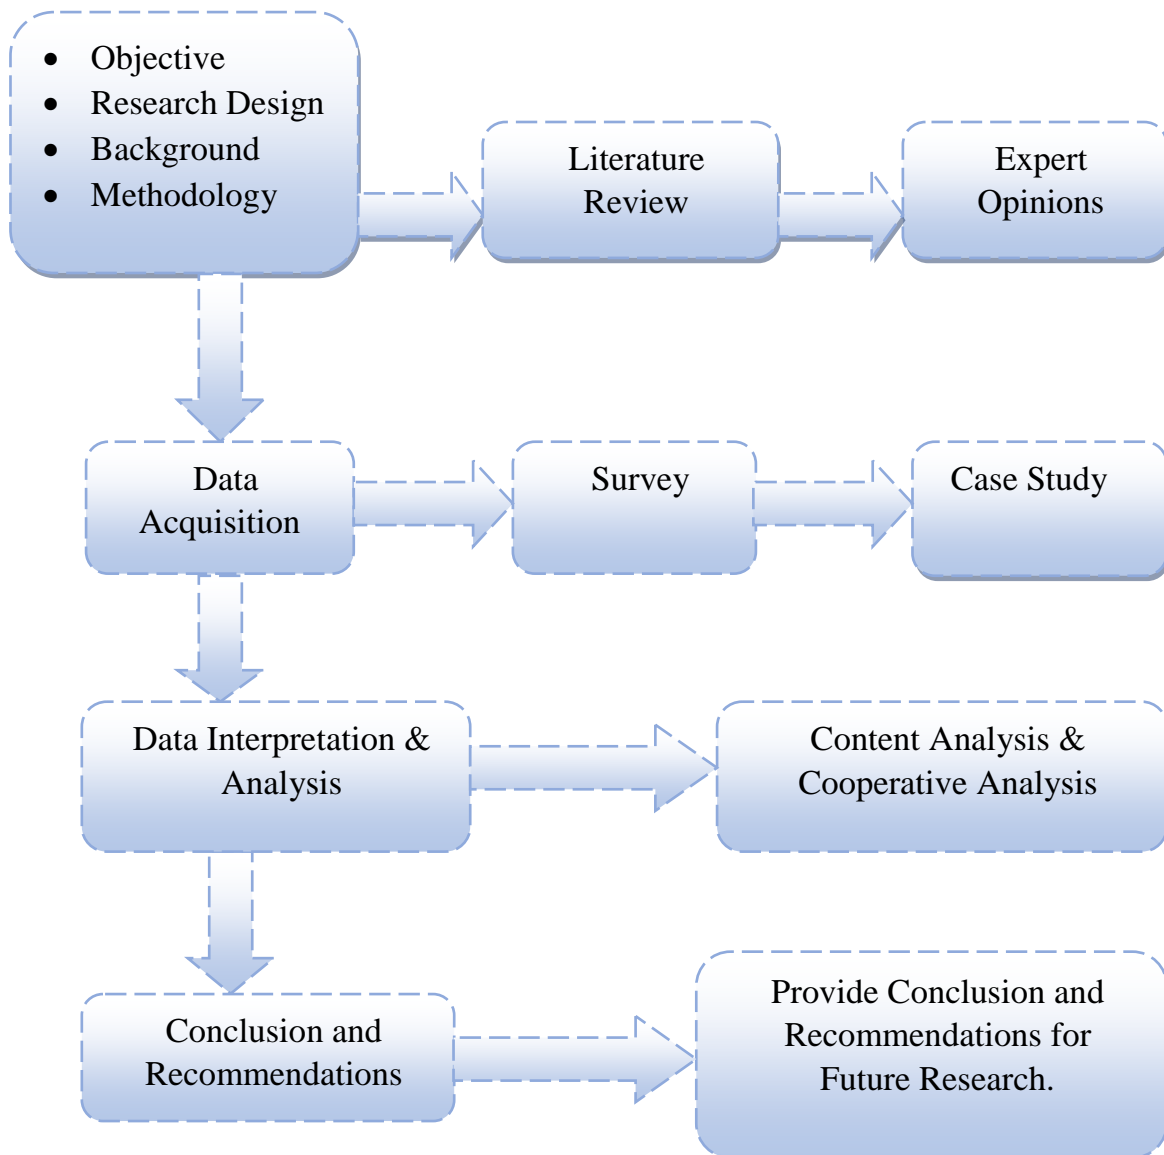 • Objective
• Research Design
• Background
• Methodology
Literature
Review
Expert
Opinions
Data
Acquisition
Survey
Case Study
Data Interpretation &
Analysis
Content Analysis &
Cooperative Analysis
Conclusion and
Recommendations
Provide Conclusion and
Recommendations for
Future Research.